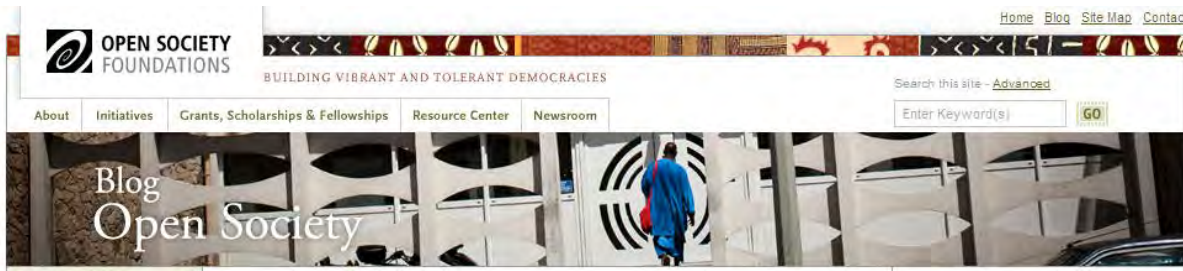 Home Blog Site Map Contac
OPEN SOCIETY
FOUNDATIONS
BUILDING VIBRANT AND TOLERANT DEMOCRACIES
Search this site - Advanced
About Initiatives Grants, Scholarships & Fellowships Resource Center Newsroom
Enter Keyword(s) GO
Blog
Open Society